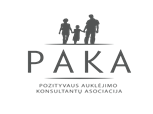 PAKA
POZITYVAUS AUKLĖJIMO
KONSULTANTŲ ASOCIACIJA